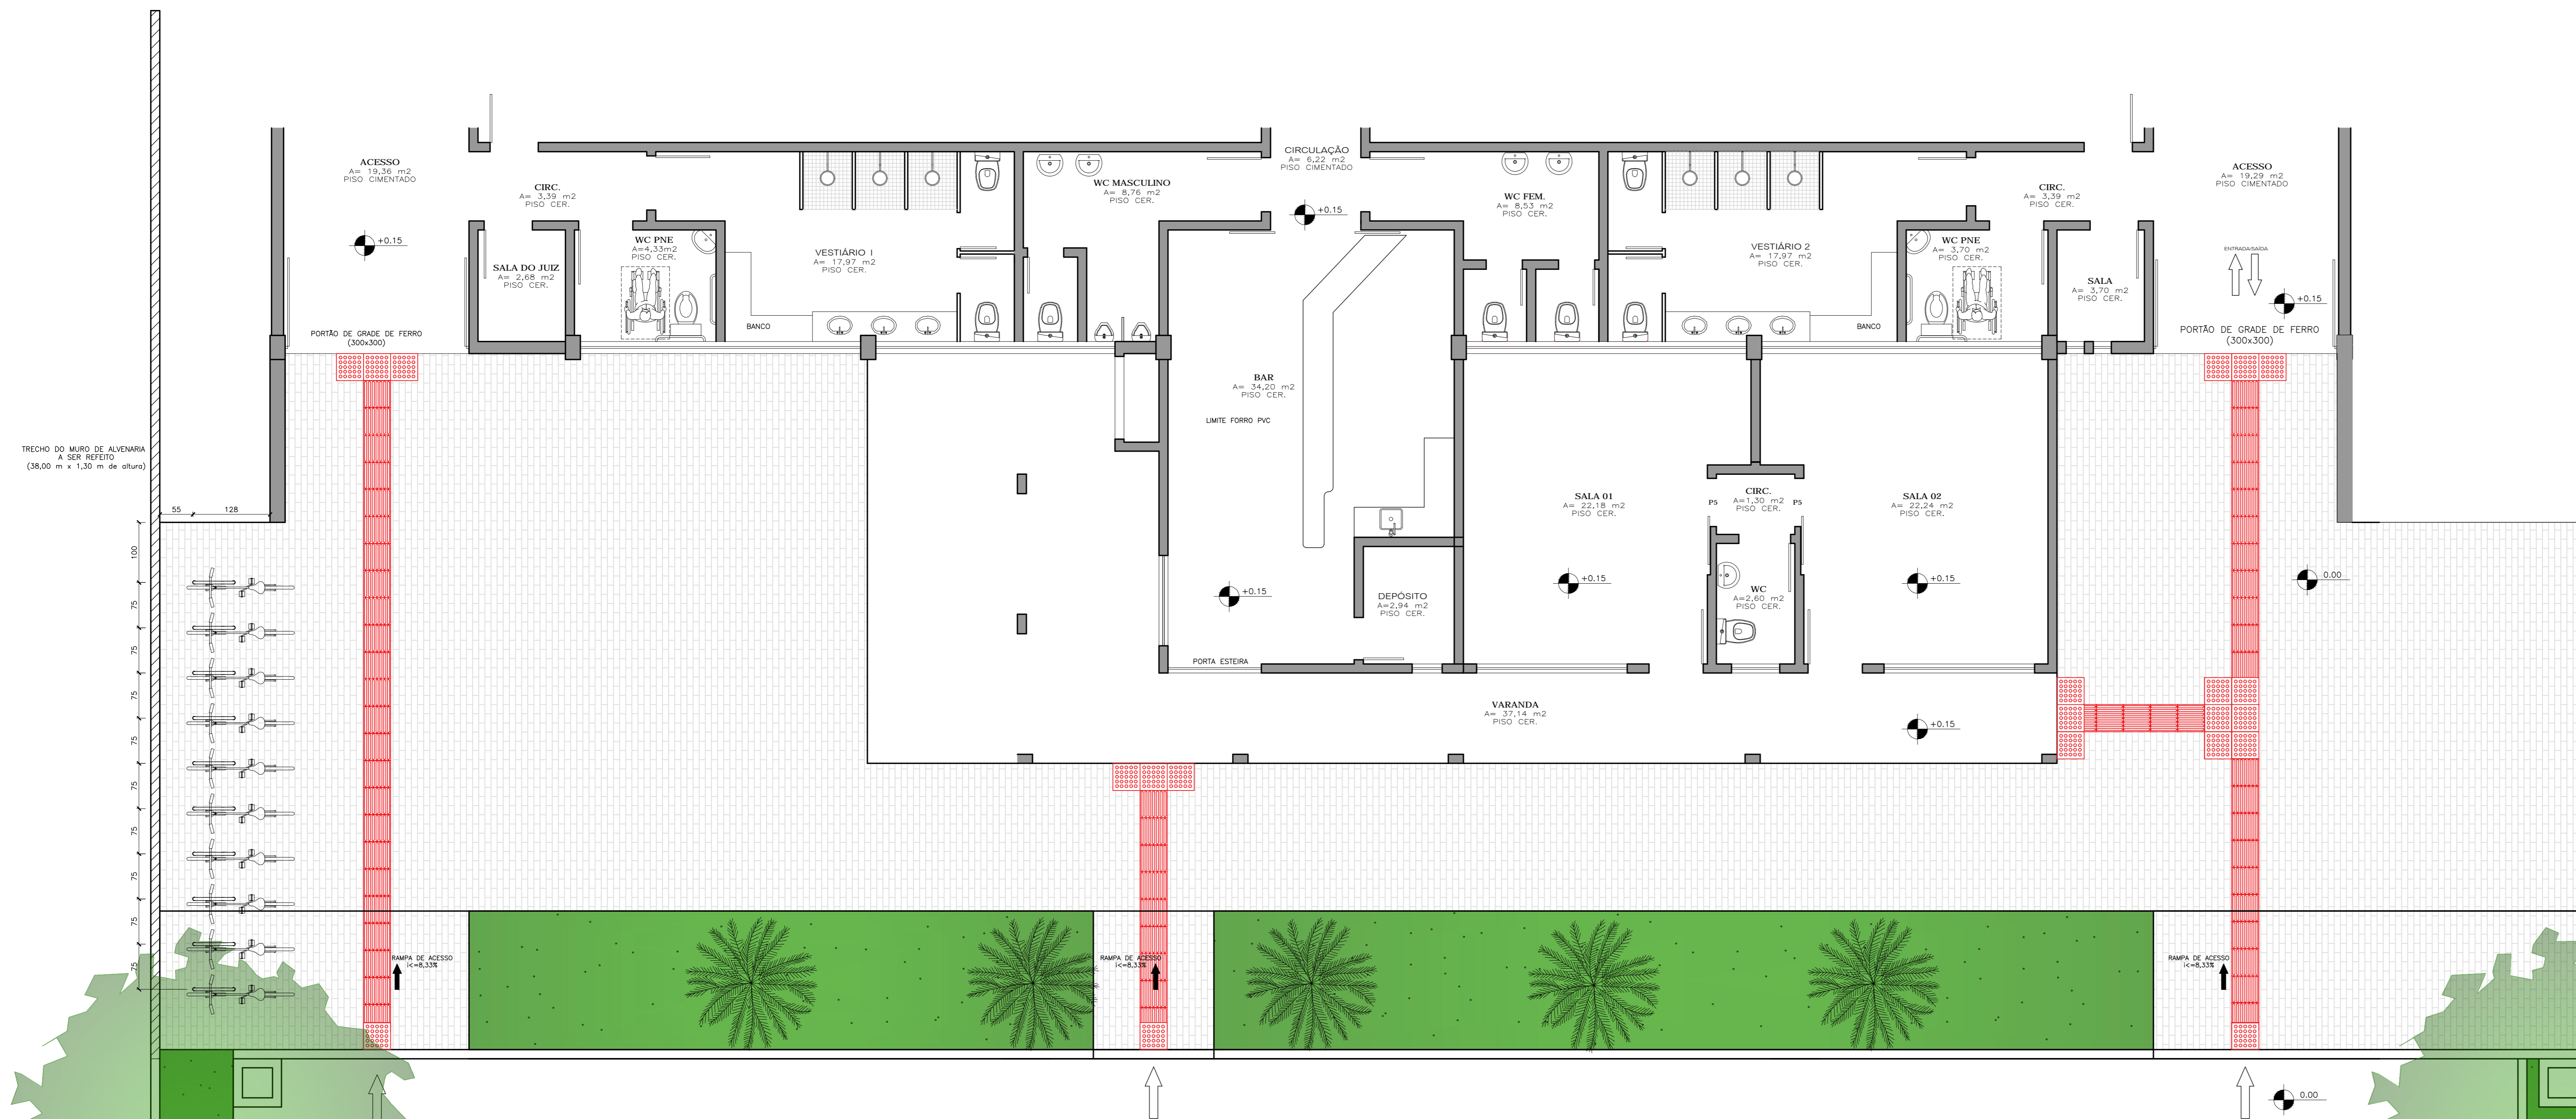 ACESSO
A= 19,36 m2
PISO CIMENTADO
+0.15
CIRC.
A= 3,39 m2
PISO CER.
SALA DO JUIZ
A= 2,68 m2
PISO CER.
WC PNE
A=4,33m2
PISO CER.
VESTIÁRIO I
A= 17,97 m2
PISO CER.
BANCO
WC MASCULINO
A= 8,76 m2
PISO CER.
CIRCULAÇÃO
A= 6,22 m2
PISO CIMENTADO
+0.15
WC FEM.
A= 8,53 m2
PISO CER.
VESTIÁRIO 2
A= 17,97 m2
PISO CER.
BANCO
WC PNE
A= 3,70 m2
PISO CER.
CIRC.
A= 3,39 m2
PISO CER.
SALA
A= 3,70 m2
PISO CER.
ACESSO
A= 19,29 m2
PISO CIMENTADO
ENTRADA/SAÍDA
+0.15
PORTÃO DE GRADE DE FERRO
(300x300)
PORTÃO DE GRADE DE FERRO
(300x300)
BAR
A= 34,20 m2
PISO CER.
LIMITE FORRO PVC
TRECHO DO MURO DE ALVENARIA
A SER REFEITO
(38,00 m x 1,30 m de altura)
55
128
100
75
75
75
75
75
75
75
75
75
SALA 01
A= 22,18 m2
PISO CER.
+0.15
P5
CIRC.
A=1,30 m2
PISO CER.
P5
SALA 02
A= 22,24 m2
PISO CER.
+0.15
0.00
+0.15
DEPÓSITO
A=2,94 m2
PISO CER.
WC
A=2,60 m2
PISO CER.
PORTA ESTEIRA
VARANDA
A= 37,14 m2
PISO CER.
+0.15
RAMPA DE ACESSO
i<=8,33%
RAMPA DE ACESSO
i<=8,33%
RAMPA DE ACESSO
i<=8,33%
0.00